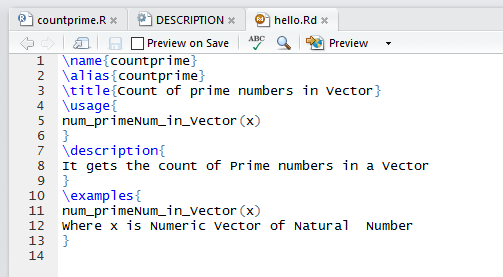 countprime.R DESCRIPTION hello.Rd
Preview on Save ABC Preview
1 \name{countprime}
2 \alias{countprime}
3 \title{Count of prime numbers in Vector}
4 \usage{
5 num_primeNum_in_Vector(x)
6 }
7 \description{
8 It gets the count of Prime numbers in a Vector
9 }
10 \examples{
11 num_primeNum_in_Vector(x)
12 Where x is Numeric Vector of Natural  Number
13 }
14